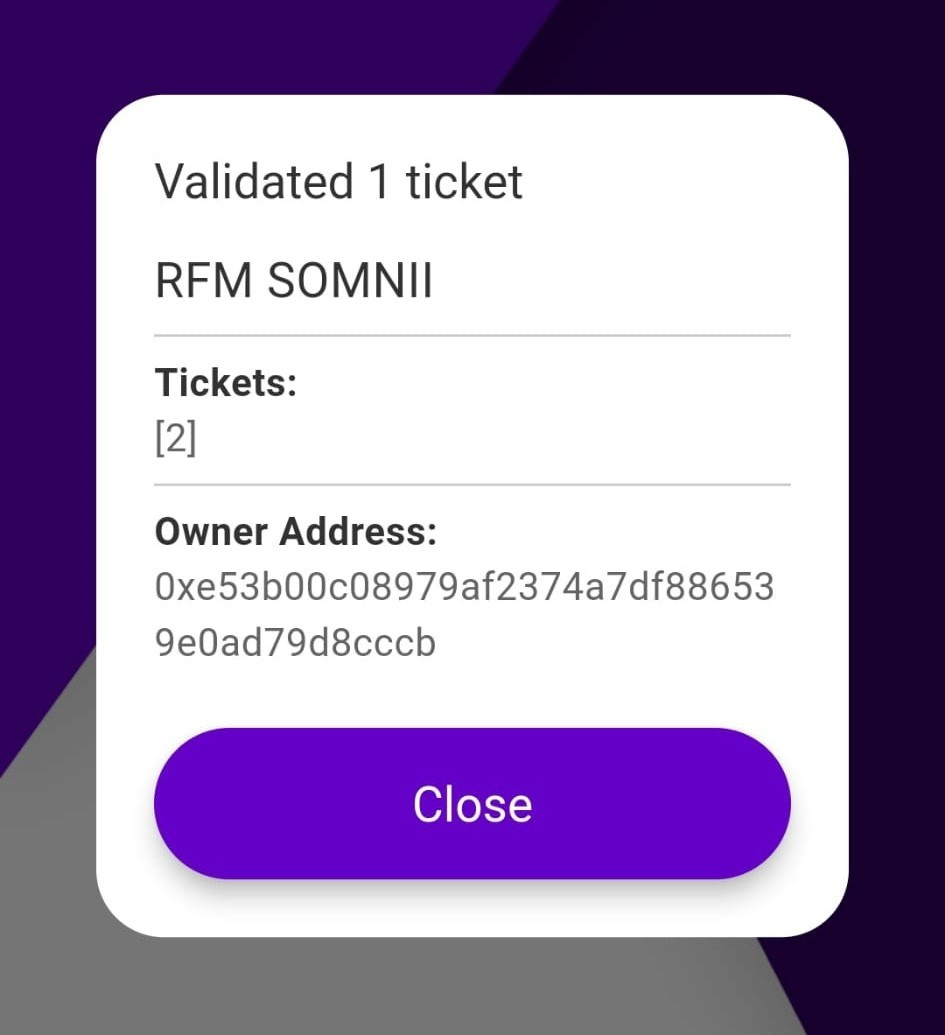 Validated 1 ticket
RFM SOMNII
Tickets:
[2]
Owner Address:
0xe53b00c08979af2374a7df88653
9e0ad79d8cccb
Close